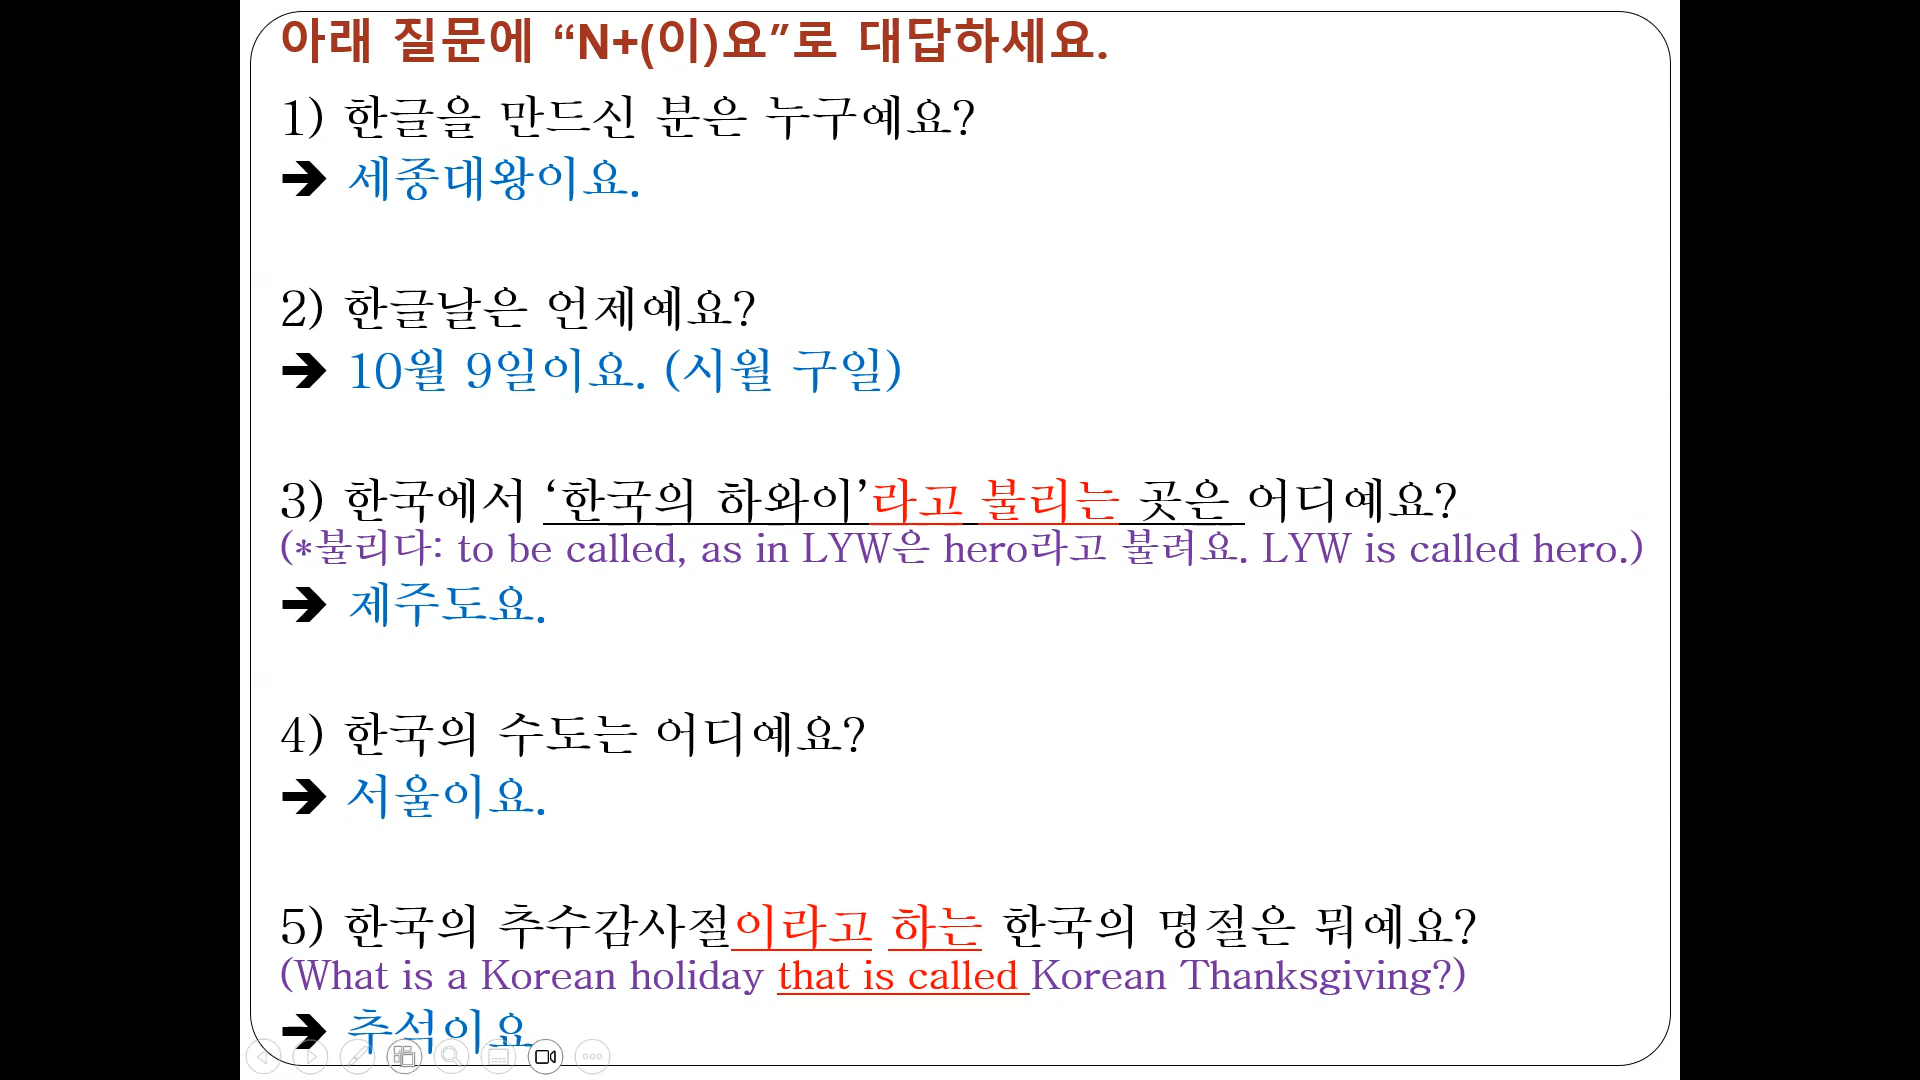 아래 질문에 “N+(이)요”로 대답하세요.
1) 한글을 만드신 분은 누구예요?
➔ 세종대왕이요.
2) 한글날은 언제예요?
➔ 10월 9일이요. (시월 구일)
3) 한국에서 ‘한국의 하와이’라고 불리는 곳은 어디예요?
(*불리다: to be called, as in LYW은 hero라고 불려요. LYW is called hero.)
➔ 제주도요.
4) 한국의 수도는 어디예요?
➔ 서울이요.
5) 한국의 추수감사절이라고 하는 한국의 명절은 뭐예요?
(What is a Korean holiday that is called Korean Thanksgiving?)
➔ 추석이요.